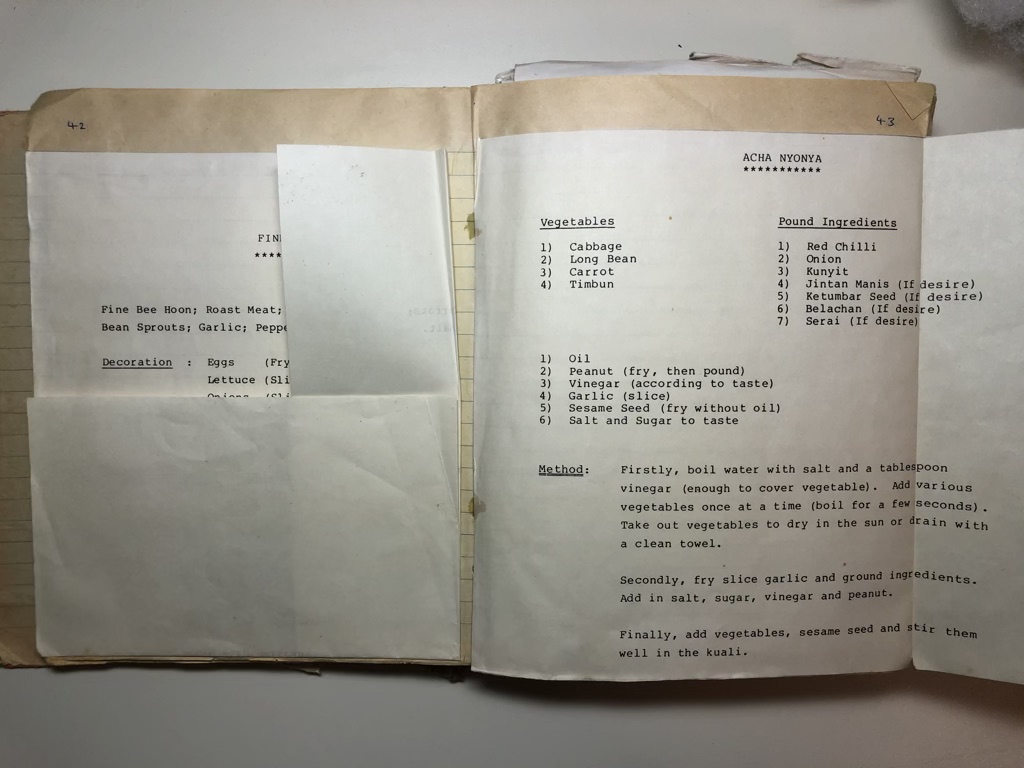 42
FIN
****
Fine Bee Hoon; Roast Meat;
Bean Sprouts; Garlic; Peppe
Decoration : Eggs (Fry
Lettuce (Sli
Onions (Sli
43
ACHA NYONYA
***********
Vegetables Pound Ingredients
1) Cabbage 1) Red Chilli
2) Long Bean 2) Onion
3) Carrot 3) Kunyit
4) Timbun 4) Jintan Manis (If desire)
5) Ketumbar Seed (If desire)
6) Belachan (If desire)
7) Serai (If desire)
1) Oil
2) Peanut (fry, then pound)
3) Vinegar (according to taste)
4) Garlic (slice)
5) Sesame Seed (fry without oil)
6) Salt and Sugar to taste
Method: Firstly, boil water with salt and a tablespoon
vinegar (enough to cover vegetable). Add various
vegetables once at a time (boil for a few seconds).
Take out vegetables to dry in the sun or drain with
a clean towel.
Secondly, fry slice garlic and ground ingredients.
Add in salt, sugar, vinegar and peanut.
Finally, add vegetables, sesame seed and stir them
well in the kuali.